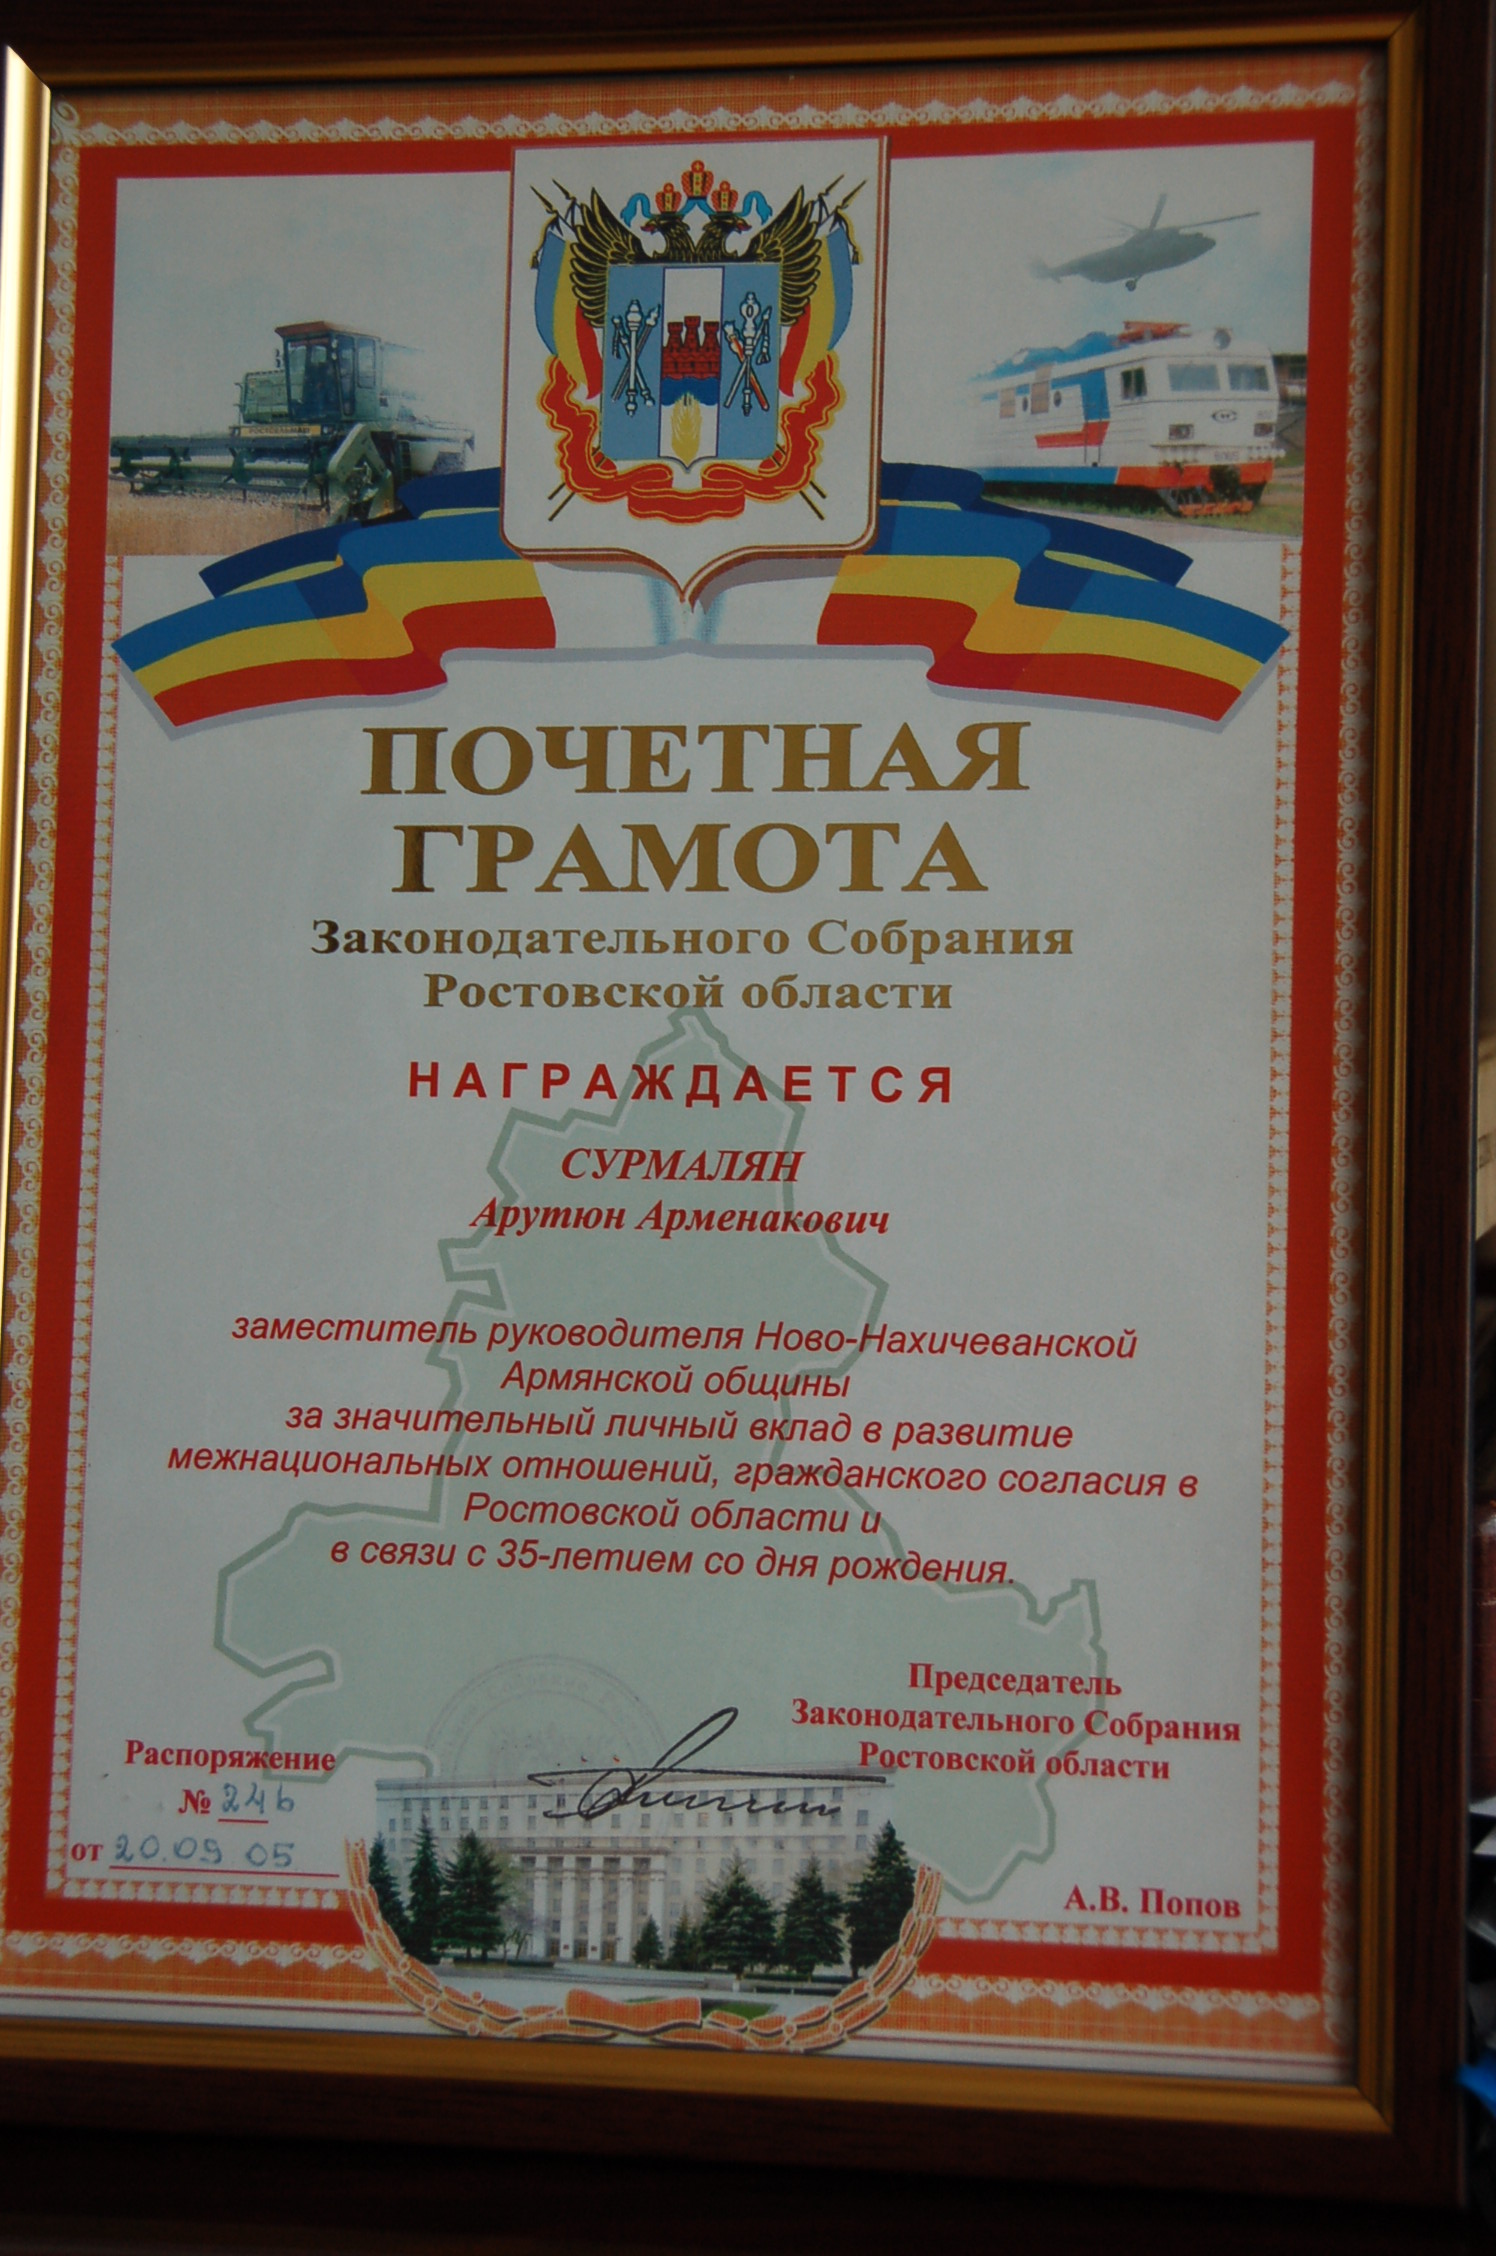 ПОЧЕТНАЯ
ГРАМОТА
Законодательного Собрания
Ростовской области
НАГРАЖДАЕТСЯ
СУРМАЛЯН
Арутюн Арменакович
заместитель руководителя Ново-Нахичеванской
Армянской общины
за значительный личный вклад в развитие
межнациональных отношений, гражданского согласия в
Ростовской области и
в связи с 35-летием со дня рождения.
Председатель
Законодательного Собрания
Ростовской области
Распоряжение
№ 246
от 20.09 05
А.В. Попов